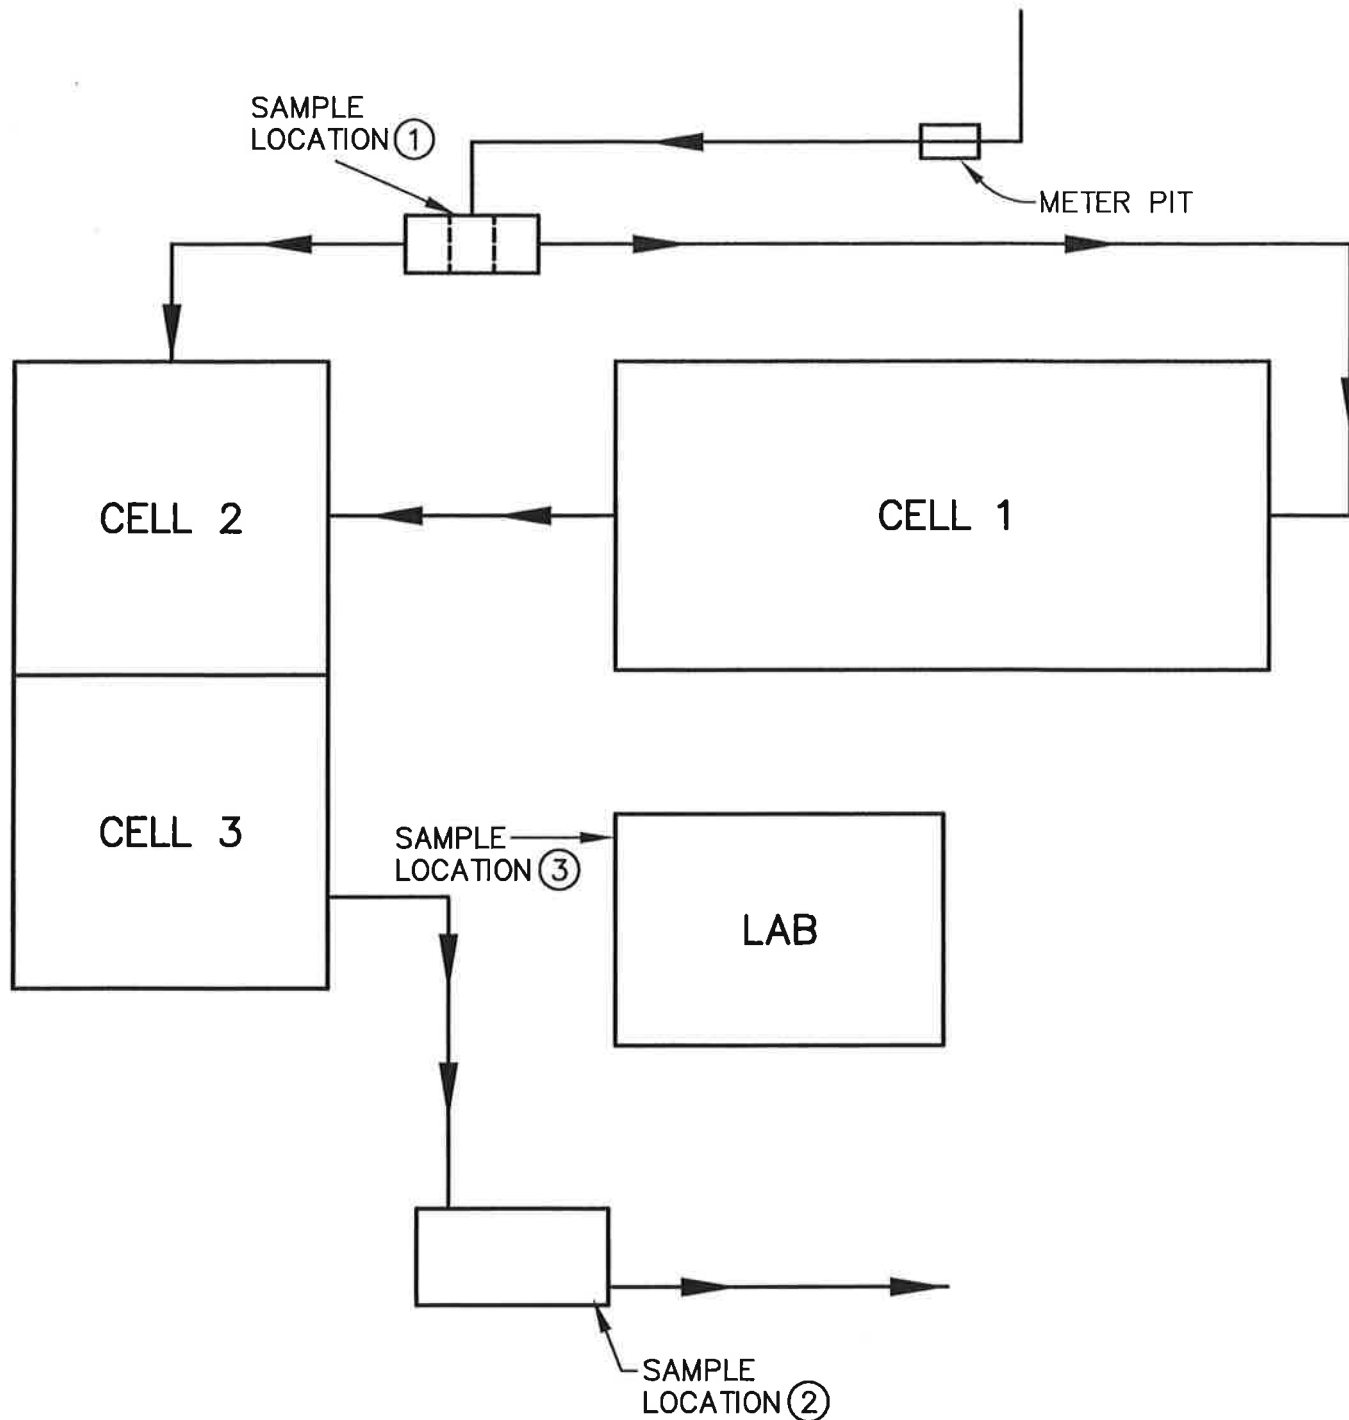 SAMPLE
LOCATION 1
METER PIT
CELL 2
CELL 1
CELL 3
SAMPLE
LOCATION 3
LAB
SAMPLE
LOCATION 2